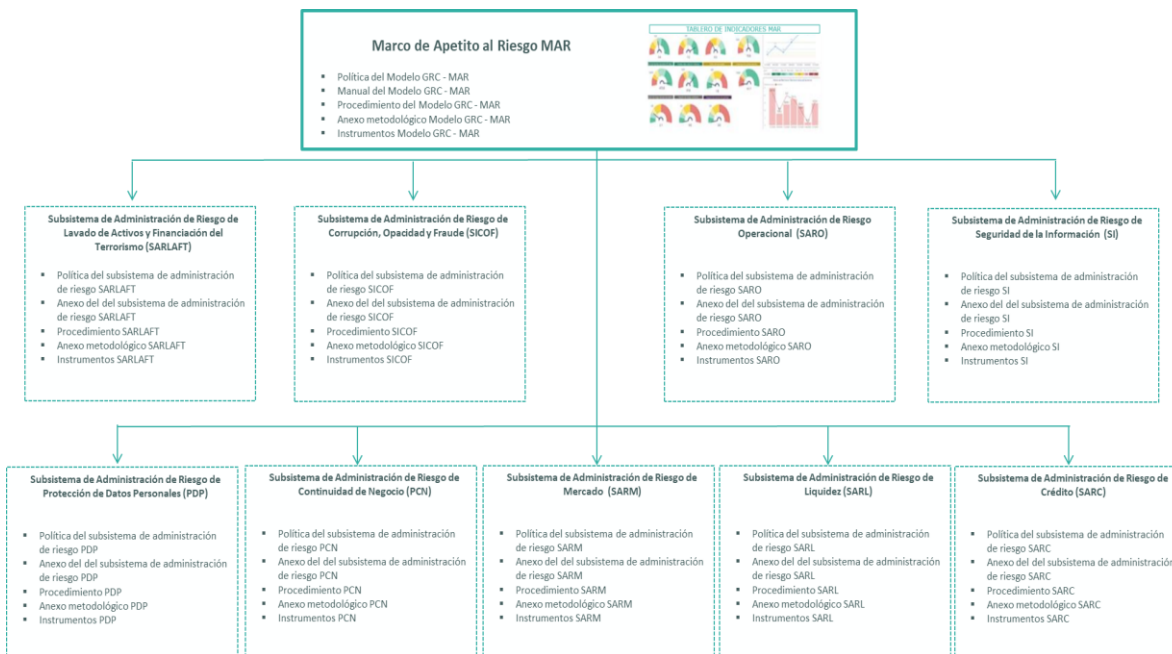 Marco de Apetito al Riesgo MAR
▪ Política del Modelo GRC - MAR
▪ Manual del Modelo GRC - MAR
▪ Procedimiento del Modelo GRC - MAR
▪ Anexo metodológico Modelo GRC - MAR
▪ Instrumentos Modelo GRC - MAR
TABLERO DE INDICADORES MAR
Subsistema de Administración de Riesgo de
Lavado de Activos y Financiación del
Terrorismo (SARLAFT)
▪ Política del subsistema de administración
de riesgo SARLAFT
▪ Anexo del del subsistema de administración
de riesgo SARLAFT
▪ Procedimiento SARLAFT
▪ Anexo metodológico SARLAFT
▪ Instrumentos SARLAFT
Subsistema de Administración de Riesgo de
Corrupción, Opacidad y Fraude (SICOF)
▪ Política del subsistema de administración
de riesgo SICOF
▪ Anexo del del subsistema de administración
de riesgo SICOF
▪ Procedimiento SICOF
▪ Anexo metodológico SICOF
▪ Instrumentos SICOF
Subsistema de Administración de Riesgo
Operacional (SARO)
▪ Política del subsistema de administración
de riesgo SARO
▪ Anexo del del subsistema de administración
de riesgo SARO
▪ Procedimiento SARO
▪ Anexo metodológico SARO
▪ Instrumentos SARO
Subsistema de Administración de Riesgo de
Seguridad de la Información (SI)
▪ Política del subsistema de administración
de riesgo SI
▪ Anexo del del subsistema de administración
de riesgo SI
▪ Procedimiento SI
▪ Anexo metodológico SI
▪ Instrumentos SI
Subsistema de Administración de Riesgo de
Protección de Datos Personales (PDP)
▪ Política del subsistema de administración
de riesgo PDP
▪ Anexo del del subsistema de administración
de riesgo PDP
▪ Procedimiento PDP
▪ Anexo metodológico PDP
▪ Instrumentos PDP
Subsistema de Administración de Riesgo de
Continuidad de Negocio (PCN)
▪ Política del subsistema de administración
de riesgo PCN
▪ Anexo del del subsistema de administración
de riesgo PCN
▪ Procedimiento PCN
▪ Anexo metodológico PCN
▪ Instrumentos PCN
Subsistema de Administración de Riesgo de
Mercado (SARM)
▪ Política del subsistema de administración
de riesgo SARM
▪ Anexo del del subsistema de administración
de riesgo SARM
▪ Procedimiento SARM
▪ Anexo metodológico SARM
▪ Instrumentos SARM
Subsistema de Administración de Riesgo de
Liquidez (SARL)
▪ Política del subsistema de administración
de riesgo SARL
▪ Anexo del del subsistema de administración
de riesgo SARL
▪ Procedimiento SARL
▪ Anexo metodológico SARL
▪ Instrumentos SARL
Subsistema de Administración de Riesgo de
Crédito (SARC)
▪ Política del subsistema de administración
de riesgo SARC
▪ Anexo del del subsistema de administración
de riesgo SARC
▪ Procedimiento SARC
▪ Anexo metodológico SARC
▪ Instrumentos SARC